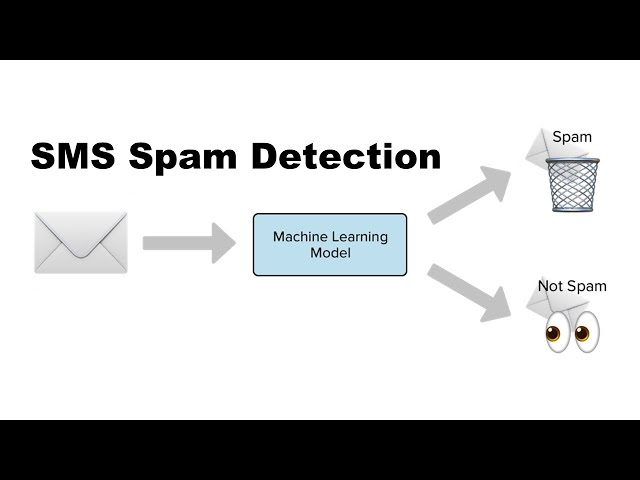 SMS Spam Detection
Machine Learning
Model
Spam
Not Spam